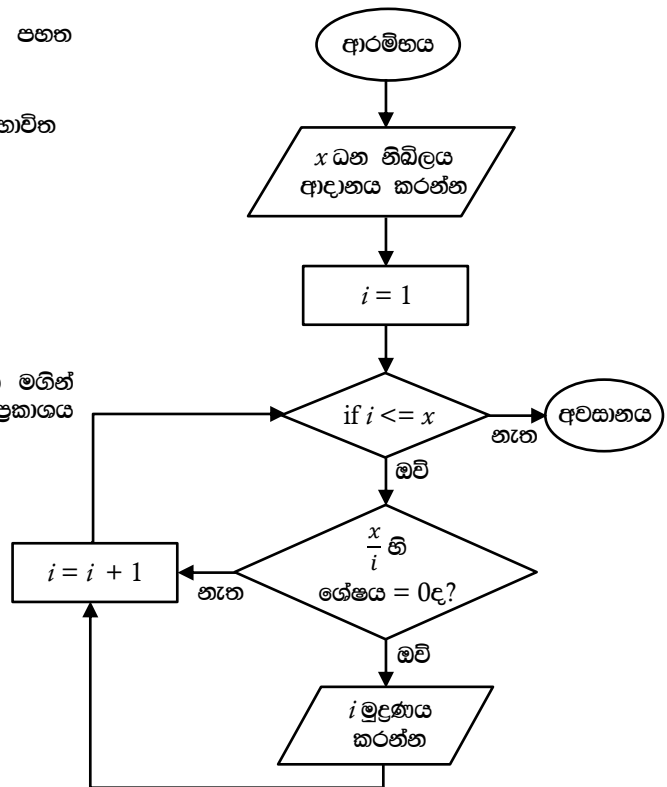 පහත
ආරම්භය
x ධන නිඛිලය
ආදානය කරන්න
i = 1
මගින්
ප්‍රකාශය
if i <= x
නැත
අවසානය
ඔව්
x
i
හි
ශේෂය = 0ද?
i = i + 1
නැත
ඔව්
i මුද්‍රණය
කරන්න